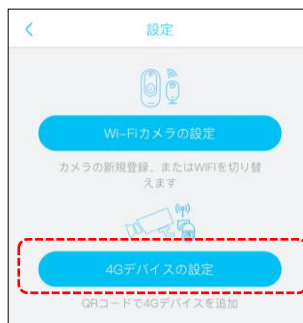 設定
Wi-Fiカメラの設定
カメラの新規登録、またはWIFIを切り替
えます
4Gデバイスの設定
QRコードで4Gデバイスを追加